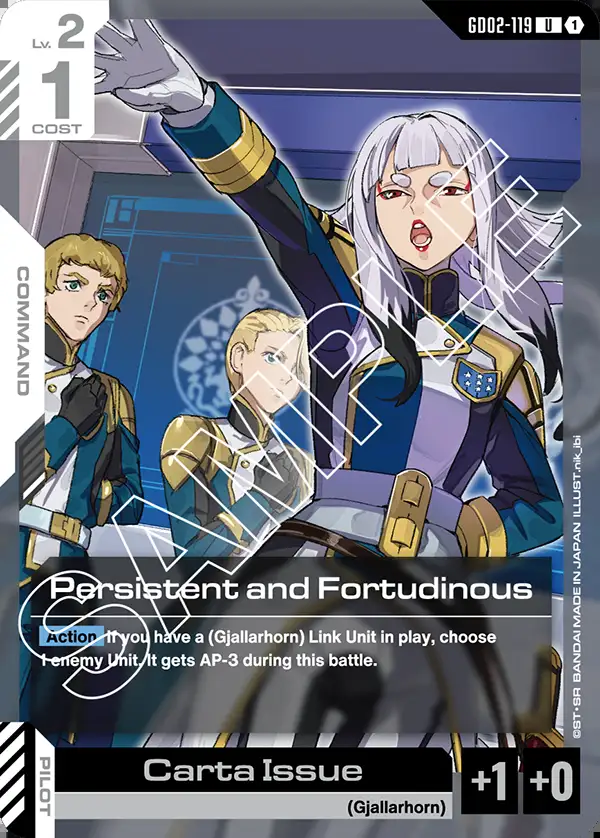 GD02-119 U 1
Lv. 2
1
COST
COMMAND
Persistent and Fortudinous
Action If you have a (Gjallarhorn) Link Unit in play, choose
1 enemy Unit. It gets AP-3 during this battle.
SAMPLE
©ST•SR BANDAI MADE IN JAPAN ILLUST.nik_ibi
PILOT
Carta Issue
+1 +0
(Gjallarhorn)